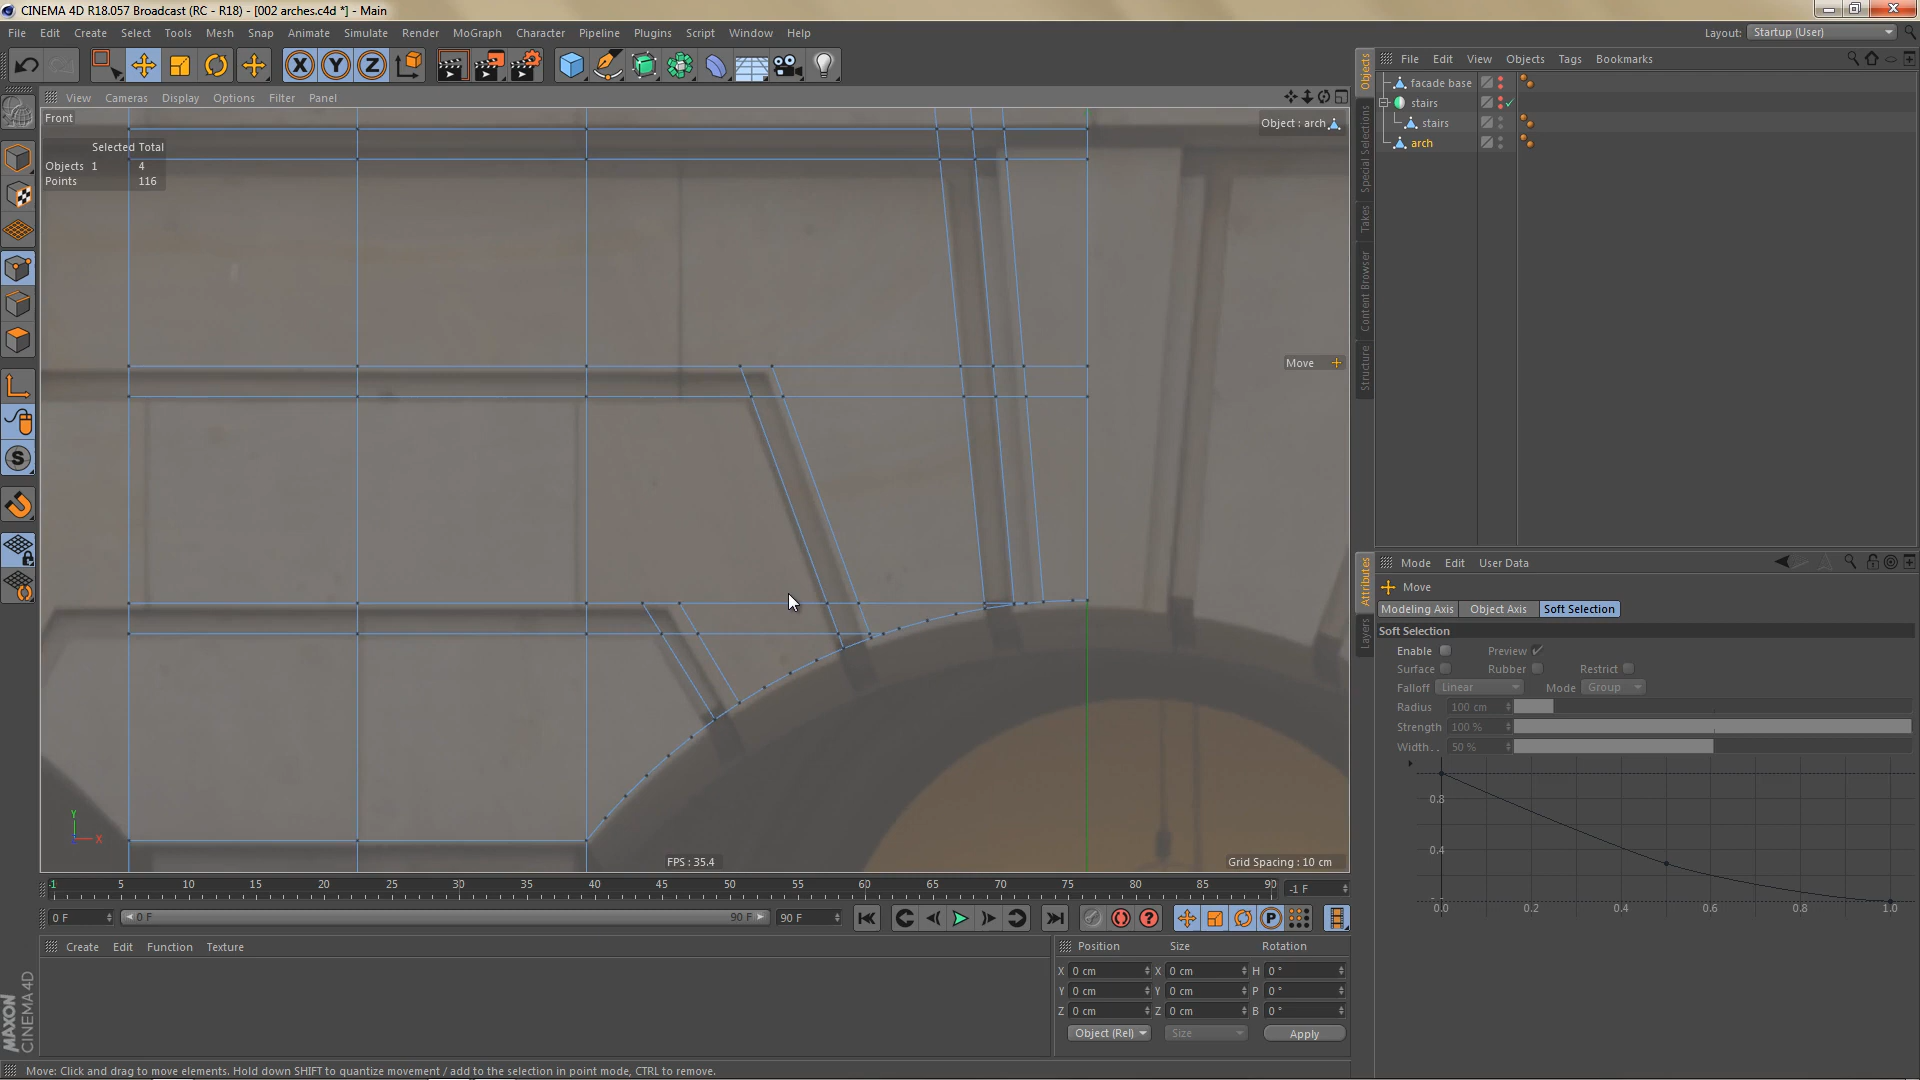 CINEMA 4D R18.057 Broadcast (RC - R18) - [002 arches.c4d *] - Main
File Edit Create Select Tools Mesh Snap Animate Simulate Render MoGraph Character Pipeline Plugins Script Window Help
Layout: Startup (User)
X Y Z
File Edit View Objects Tags Bookmarks
View Cameras Display Options Filter Panel
Front
Object : arch
Selected Total
Objects 1 4
Points 116
Move
FPS : 35.4
Grid Spacing : 10 cm
Y
X
Objects
Special Selections
Takes
Content Browser
Structure
facade base
stairs
stairs
arch
Attributes
Layers
Mode Edit User Data
Move
Modeling Axis Object Axis Soft Selection
Soft Selection
Enable Preview
Surface Rubber Restrict
Falloff Linear Mode Group
Radius 100 cm
Strength 100 %
Width . . 50 %
0.8
0.4
0.0 0.2 0.4 0.6 0.8 1.0
-1 5 10 15 20 25 30 35 40 45 50 55 60 65 70 75 80 85 90 -1 F
0 F 0 F 90 F 90 F
Create Edit Function Texture
Position Size Rotation
X 0 cm X 0 cm H 0 °
Y 0 cm Y 0 cm P 0 °
Z 0 cm Z 0 cm B 0 °
Object (Rel) Size Apply
MAXON
CINEMA 4D
Move: Click and drag to move elements. Hold down SHIFT to quantize movement / add to the selection in point mode, CTRL to remove.